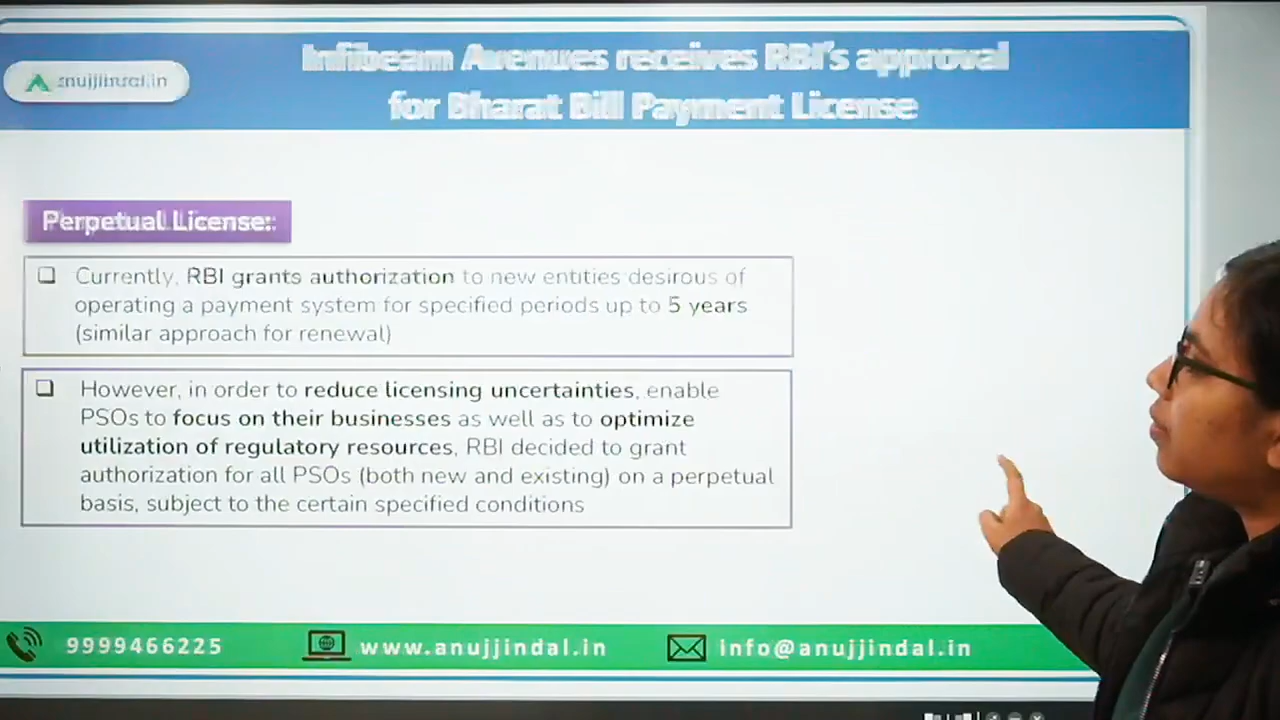 Infibeam Avenues receives RBI's approval
for Bharat Bill Payment License
anujjindal.in
Perpetual License:
Currently, RBI grants authorization to new entities desirous of
operating a payment system for specified periods up to 5 years
(similar approach for renewal)
However, in order to reduce licensing uncertainties, enable
PSOs to focus on their businesses as well as to optimize
utilization of regulatory resources, RBI decided to grant
authorization for all PSOs (both new and existing) on a perpetual
basis, subject to the certain specified conditions
9999466225 www.anujjindal.in info@anujjindal.in